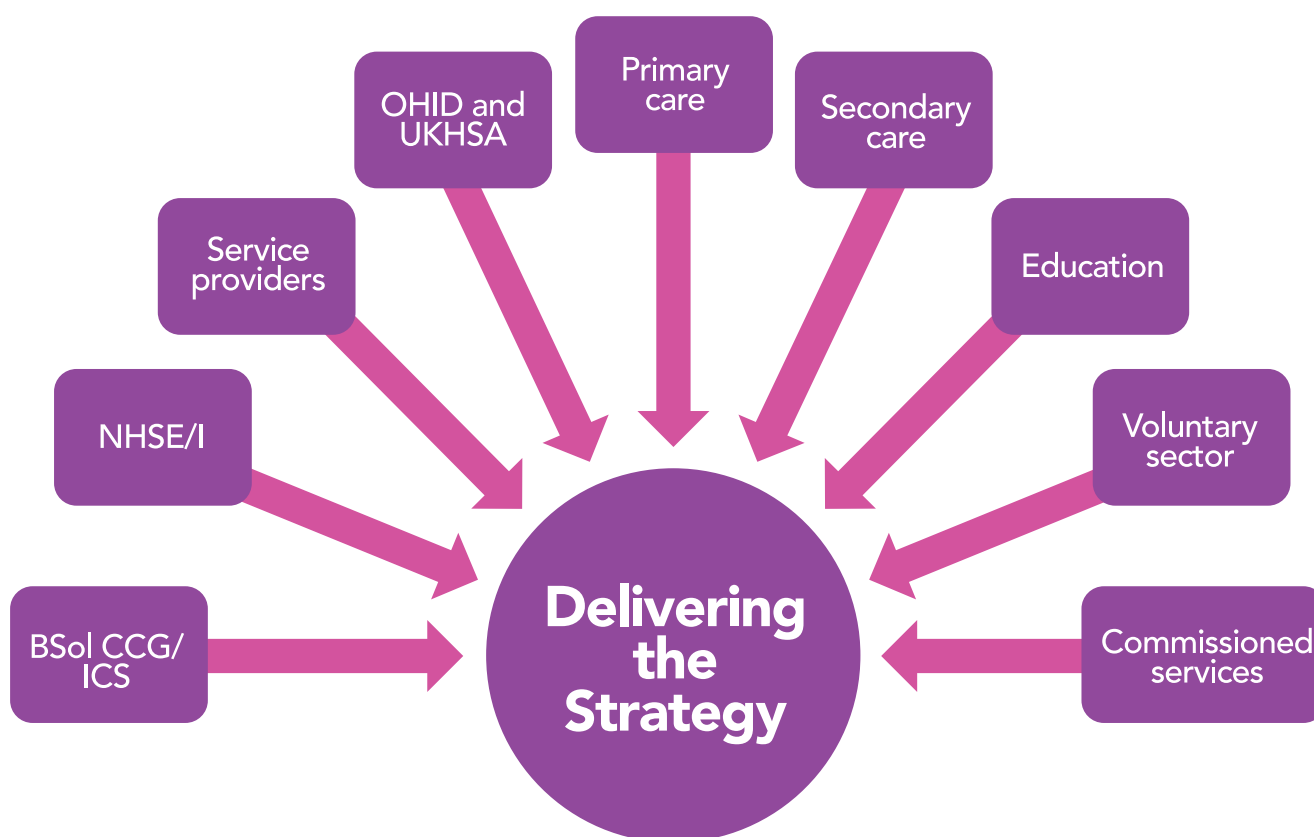 Primary
care
OHID and
UKHSA
Secondary
care
Service
providers
Education
NHSE/I
Voluntary
sector
BSol CCG/
ICS
Commissioned
services
Delivering
the
Strategy